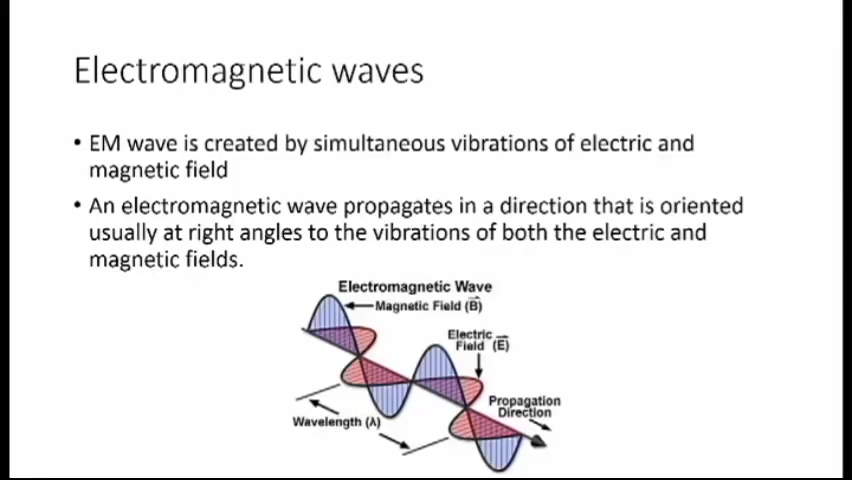 Electromagnetic waves
• EM wave is created by simultaneous vibrations of electric and
magnetic field
• An electromagnetic wave propagates in a direction that is oriented
usually at right angles to the vibrations of both the electric and
magnetic fields.
Electromagnetic Wave
Magnetic Field (B⃗)
Electric
Field (E⃗)
Propagation
Direction
Wavelength (λ)